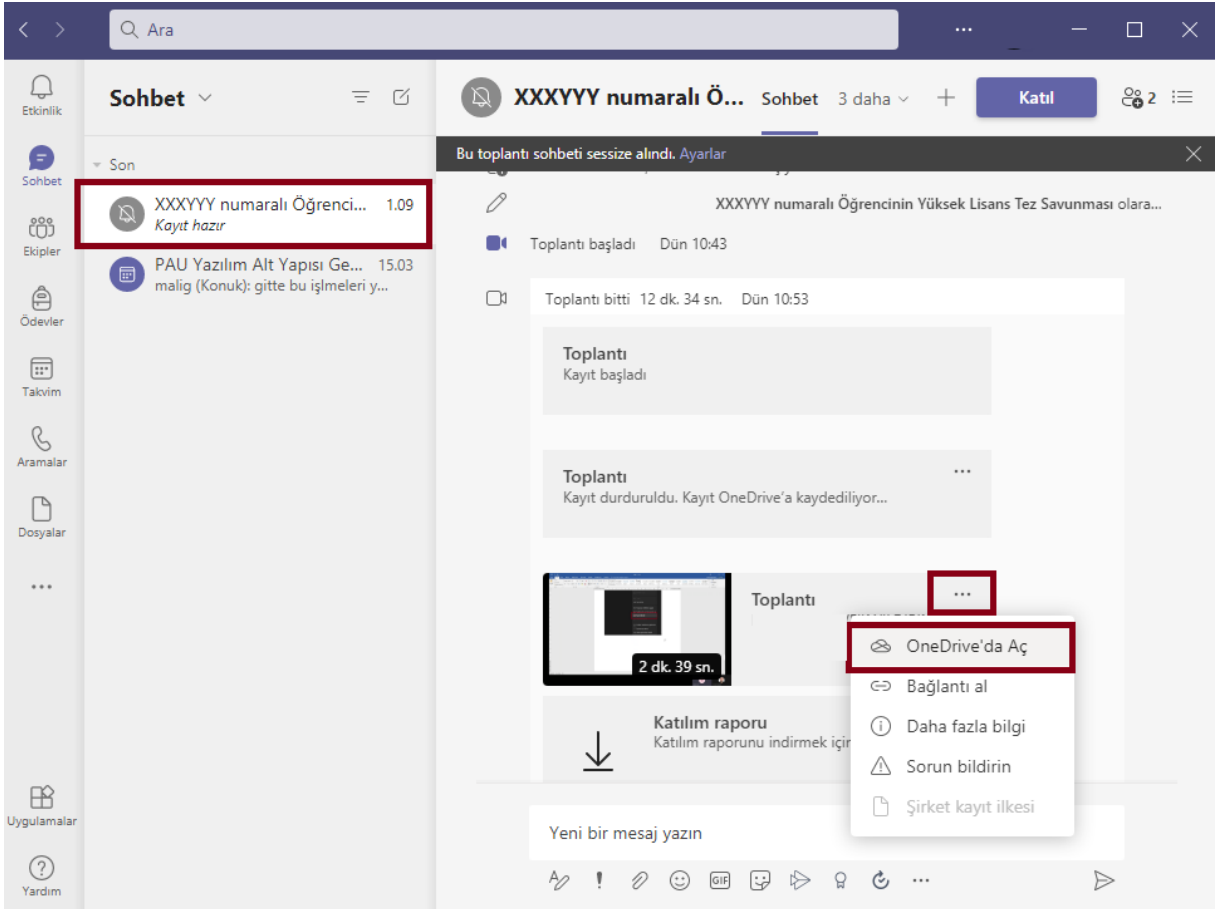 Ara
Etkinlik
Sohbet
Ekipler
Ödevler
Takvim
Aramalar
Dosyalar
Uygulamalar
Yardım
Sohbet
Son
XXXYYY numaralı Öğrenci... 1.09
Kayıt hazır
PAU Yazılım Alt Yapısı Ge... 15.03
malig (Konuk): gitte bu işlmeleri y...
XXXYYY numaralı Ö... Sohbet 3 daha Katıl 2
Bu toplantı sohbeti sessize alındı. Ayarlar
XXXYYY numaralı Öğrencinin Yüksek Lisans Tez Savunması olara...
Toplantı başladı Dün 10:43
Toplantı bitti 12 dk. 34 sn. Dün 10:53
Toplantı
Kayıt başladı
Toplantı
Kayıt durduruldu. Kayıt OneDrive'a kaydediliyor...
Toplantı
2 dk. 39 sn.
OneDrive'da Aç
Bağlantı al
Daha fazla bilgi
Sorun bildirin
Şirket kayıt ilkesi
Katılım raporu
Katılım raporunu indirmek için
Yeni bir mesaj yazın
GIF